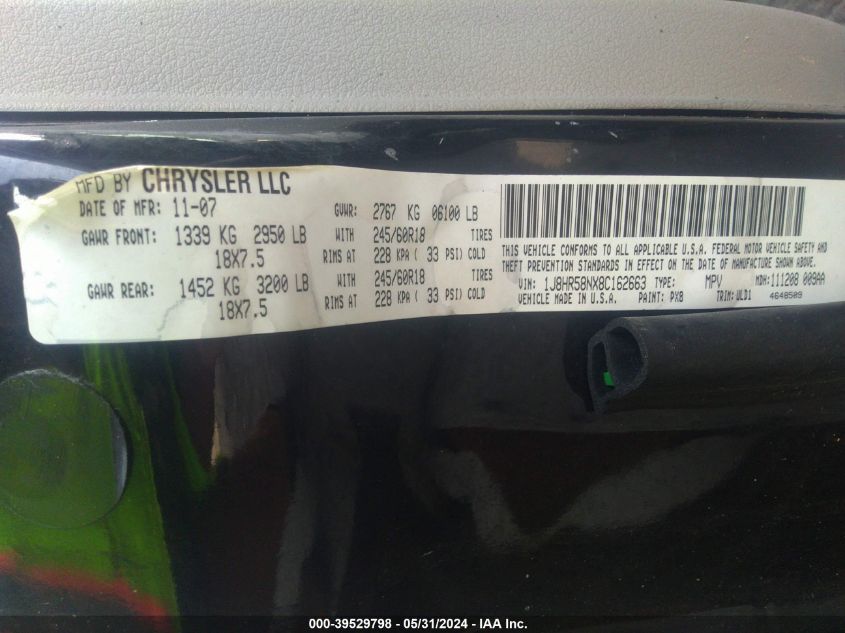 MFD BY CHRYSLER LLC
DATE OF MFR: 11-07 GVWR: 2767 KG 06100 LB
GAWR FRONT: 1339 KG 2950 LB WITH 245/60R18 TIRES
18X7.5 RIMS AT 228 KPA ( 33 PSI) COLD
GAWR REAR: 1452 KG 3200 LB WITH 245/60R18 TIRES
18X7.5 RIMS AT 228 KPA ( 33 PSI) COLD
THIS VEHICLE CONFORMS TO ALL APPLICABLE U.S.A. FEDERAL MOTOR VEHICLE SAFETY AND
THEFT PREVENTION STANDARDS IN EFFECT ON THE DATE OF MANUFACTURE SHOWN ABOVE.
VIN: 1J8HR58NX8C162663 TYPE: MPV MDH: 111208 009AA
VEHICLE MADE IN U.S.A. PAINT: PX8 TRIM: ULD1 4648509
000-39529798 - 05/31/2024 - IAA Inc.